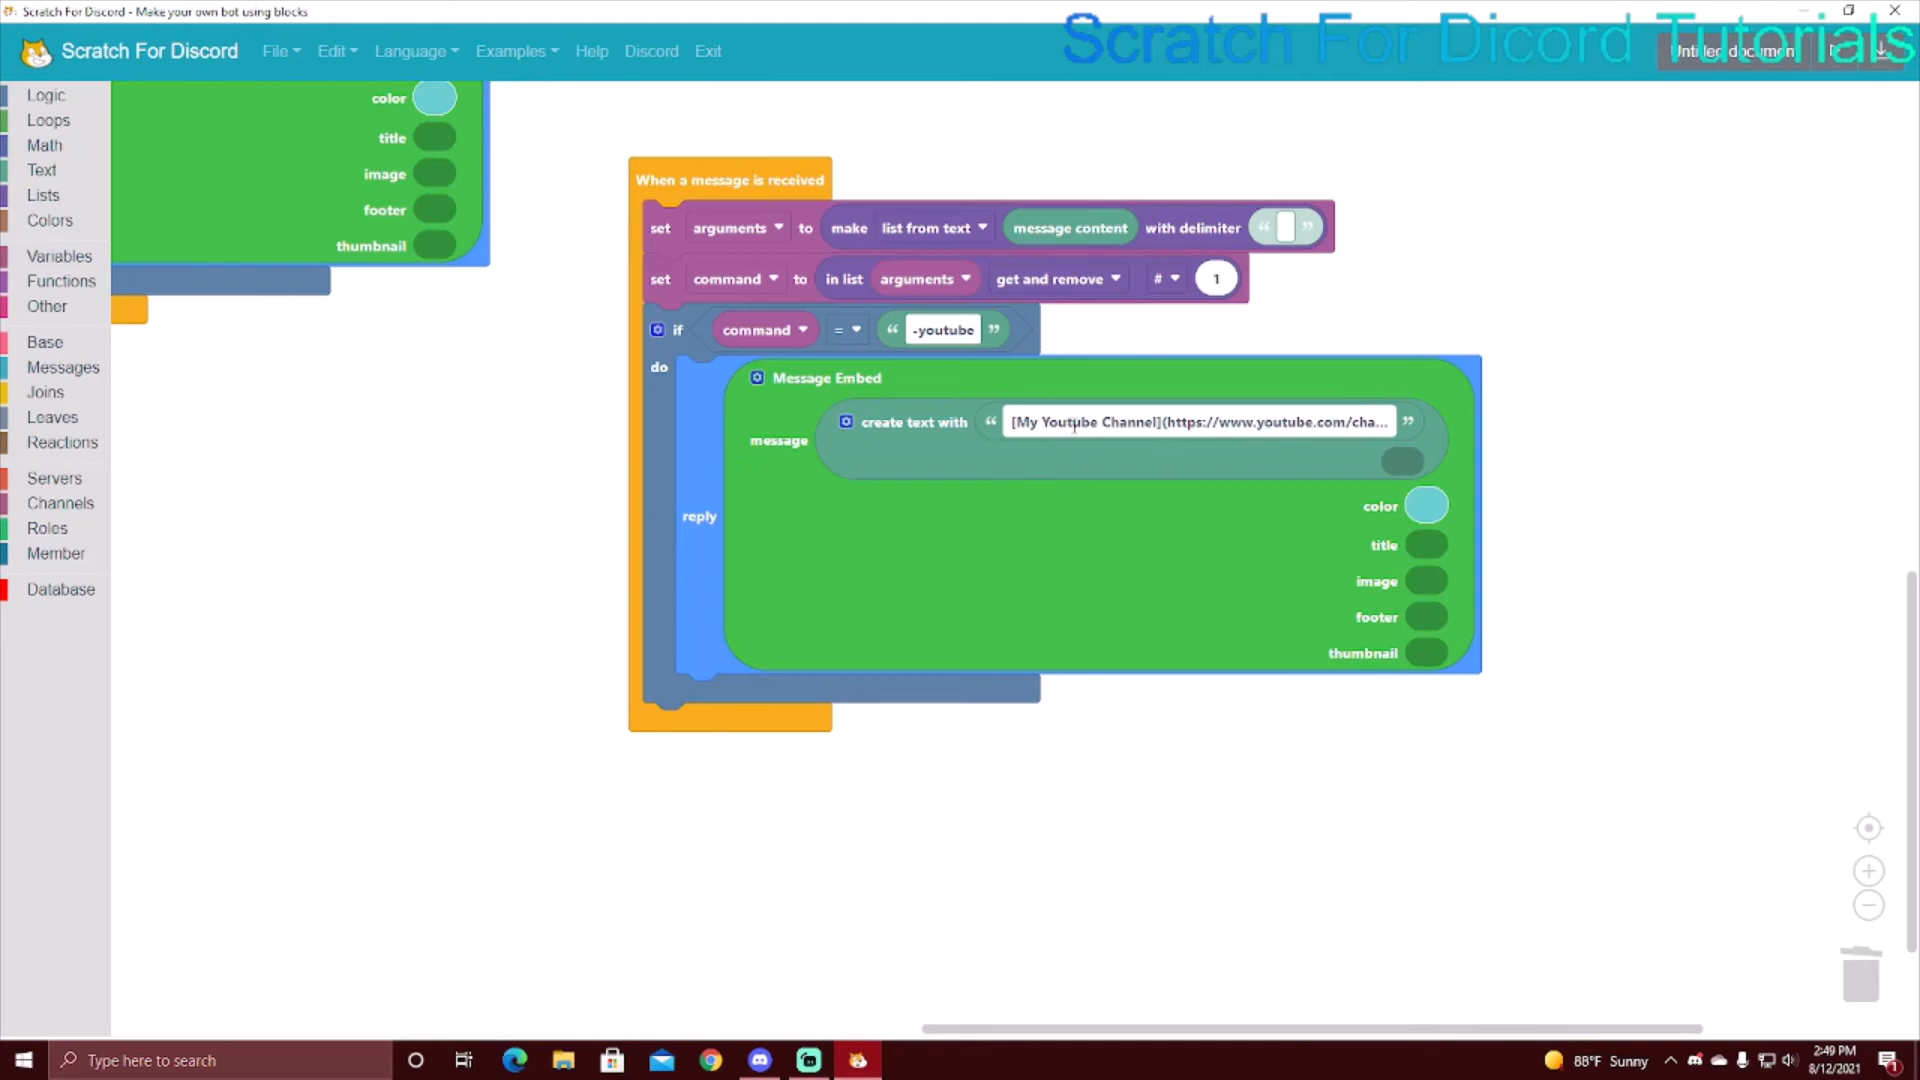 Scratch For Discord - Make your own bot using blocks
Scratch For Dicord Tutorials
Scratch For Discord File Edit Language Examples Help Discord Exit Untitled document
Logic
Loops
Math
Text
Lists
Colors
Variables
Functions
Other
Base
Messages
Joins
Leaves
Reactions
Servers
Channels
Roles
Member
Database
color
title
image
footer
thumbnail
When a message is received
set arguments to make list from text message content with delimiter “ ”
set command to in list arguments get and remove # 1
if command = “ -youtube ”
do
Message Embed
create text with “ [My Youtube Channel](https://www.youtube.com/cha... ”
message
color
reply
title
image
footer
thumbnail
Type here to search
88°F Sunny
2:49 PM
8/12/2021
1